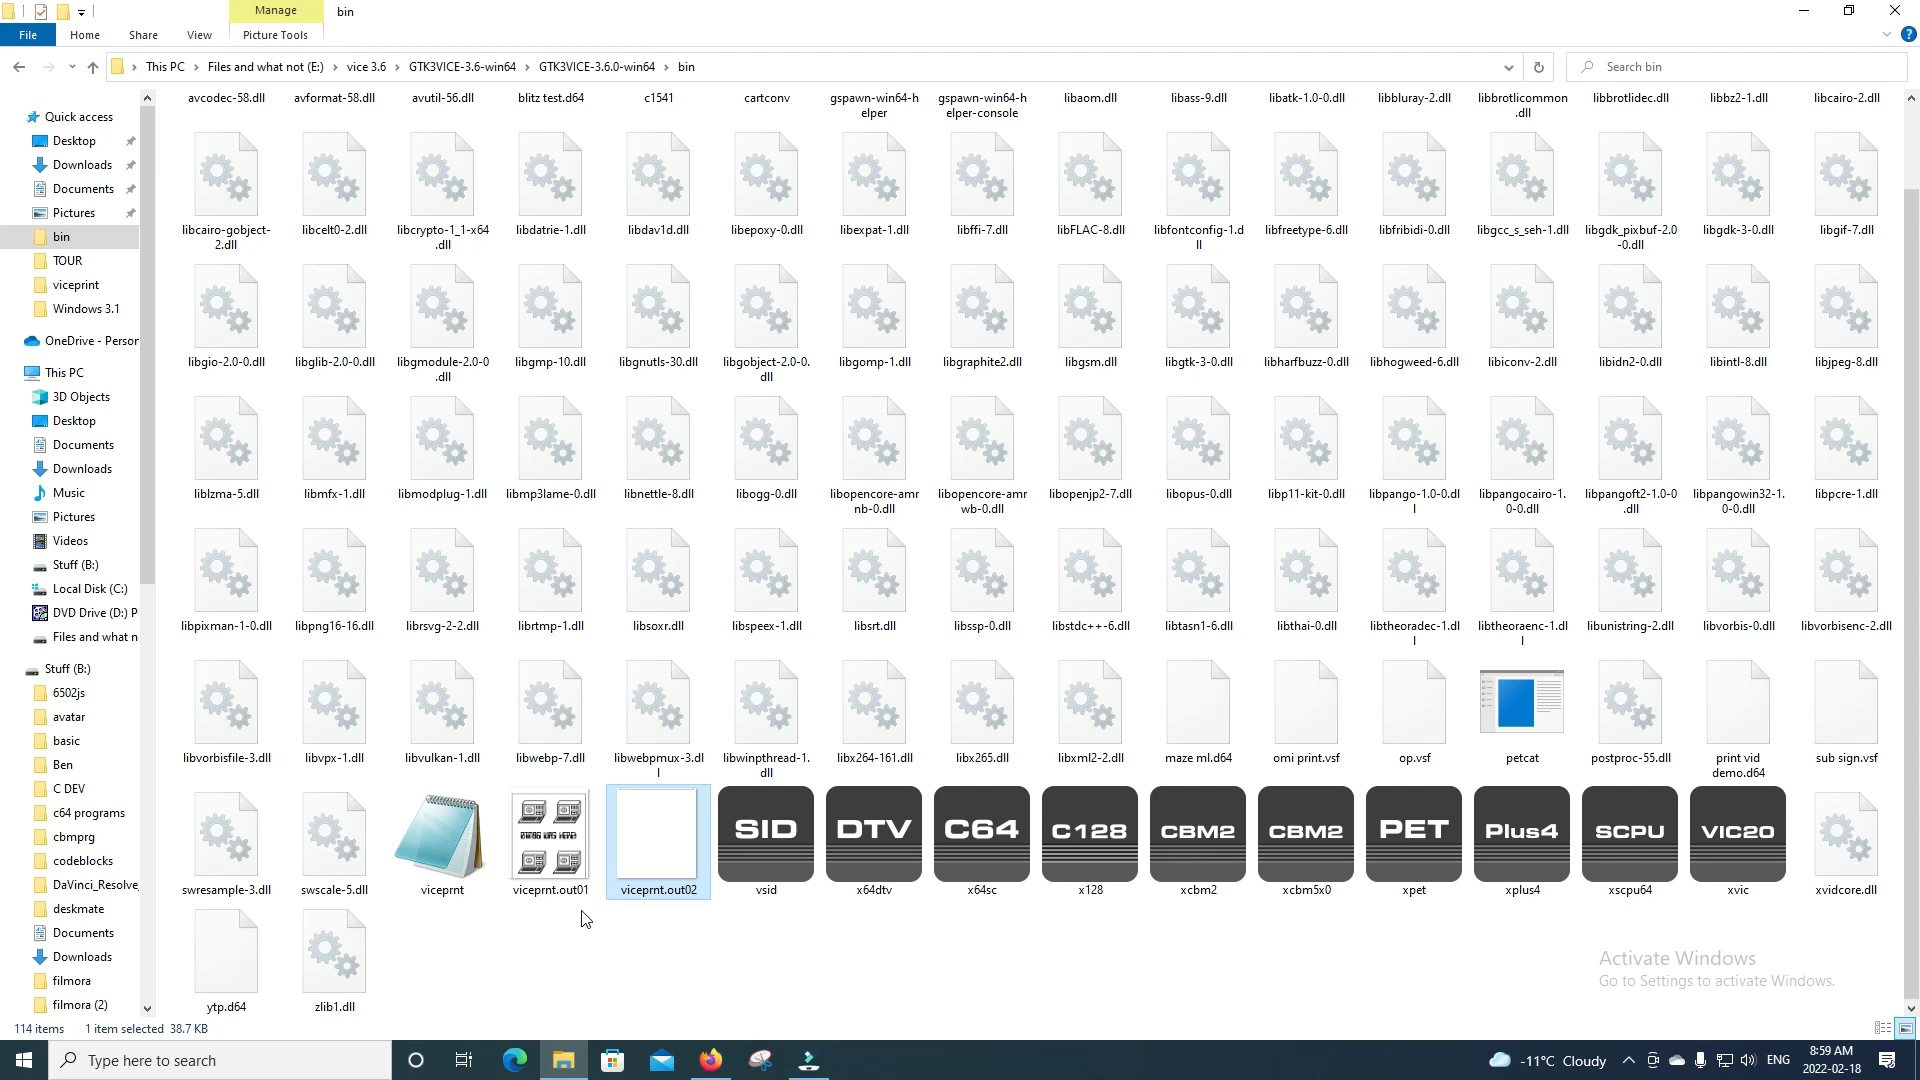 Manage
bin
File
Home
Share
View
Picture Tools
This PC
Files and what not (E:)
vice 3.6
GTK3VICE-3.6-win64
GTK3VICE-3.6.0-win64
bin
Search bin
Quick access
Desktop
Downloads
Documents
Pictures
bin
TOUR
viceprint
Windows 3.1
OneDrive - Person
This PC
3D Objects
Desktop
Documents
Downloads
Music
Pictures
Videos
Stuff (B:)
Local Disk (C:)
DVD Drive (D:) P
Files and what n
Stuff (B:)
6502js
avatar
basic
Ben
C DEV
c64 programs
cbmprg
codeblocks
DaVinci_Resolve_
deskmate
Documents
Downloads
filmora
filmora (2)
avcodec-58.dll
avformat-58.dll
avutil-56.dll
blitz test.d64
c1541
cartconv
gspawn-win64-h
elper
gspawn-win64-h
elper-console
libaom.dll
libass-9.dll
libatk-1.0-0.dll
libbluray-2.dll
libbrotlicommon
.dll
libbrotlidec.dll
libbz2-1.dll
libcairo-2.dll
libcairo-gobject-
2.dll
libcelt0-2.dll
libcrypto-1_1-x64
.dll
libdatrie-1.dll
libdav1d.dll
libepoxy-0.dll
libexpat-1.dll
libffi-7.dll
libFLAC-8.dll
libfontconfig-1.d
ll
libfreetype-6.dll
libfribidi-0.dll
libgcc_s_seh-1.dll
libgdk_pixbuf-2.0
-0.dll
libgdk-3-0.dll
libgif-7.dll
libgio-2.0-0.dll
libglib-2.0-0.dll
libgmodule-2.0-0
.dll
libgmp-10.dll
libgnutls-30.dll
libgobject-2.0-0.
dll
libgomp-1.dll
libgraphite2.dll
libgsm.dll
libgtk-3-0.dll
libharfbuzz-0.dll
libhogweed-6.dll
libiconv-2.dll
libidn2-0.dll
libintl-8.dll
libjpeg-8.dll
liblzma-5.dll
libmfx-1.dll
libmodplug-1.dll
libmp3lame-0.dll
libnettle-8.dll
libogg-0.dll
libopencore-amr
nb-0.dll
libopencore-amr
wb-0.dll
libopenjp2-7.dll
libopus-0.dll
libp11-kit-0.dll
libpango-1.0-0.dl
l
libpangocairo-1.
0-0.dll
libpangoft2-1.0-0
.dll
libpangowin32-1.
0-0.dll
libpcre-1.dll
libpixman-1-0.dll
libpng16-16.dll
librsvg-2-2.dll
librtmp-1.dll
libsoxr.dll
libspeex-1.dll
libsrt.dll
libssp-0.dll
libstdc++-6.dll
libtasn1-6.dll
libthai-0.dll
libtheoradec-1.dl
l
libtheoraenc-1.dl
l
libunistring-2.dll
libvorbis-0.dll
libvorbisenc-2.dll
libvorbisfile-3.dll
libvpx-1.dll
libvulkan-1.dll
libwebp-7.dll
libwebpmux-3.dl
l
libwinpthread-1.
dll
libx264-161.dll
libx265.dll
libxml2-2.dll
maze ml.d64
omi print.vsf
op.vsf
petcat
postproc-55.dll
print vid
demo.d64
sub sign.vsf
SID
DTV
C64
C128
CBM2
CBM2
PET
Plus4
SCPU
VIC20
swresample-3.dll
swscale-5.dll
viceprnt
viceprnt.out01
viceprnt.out02
vsid
x64dtv
x64sc
x128
xcbm2
xcbm5x0
xpet
xplus4
xscpu64
xvic
xvidcore.dll
ytp.d64
zlib1.dll
Activate Windows
Go to Settings to activate Windows.
114 items
1 item selected 38.7 KB
Type here to search
-11°C Cloudy
ENG
8:59 AM
2022-02-18